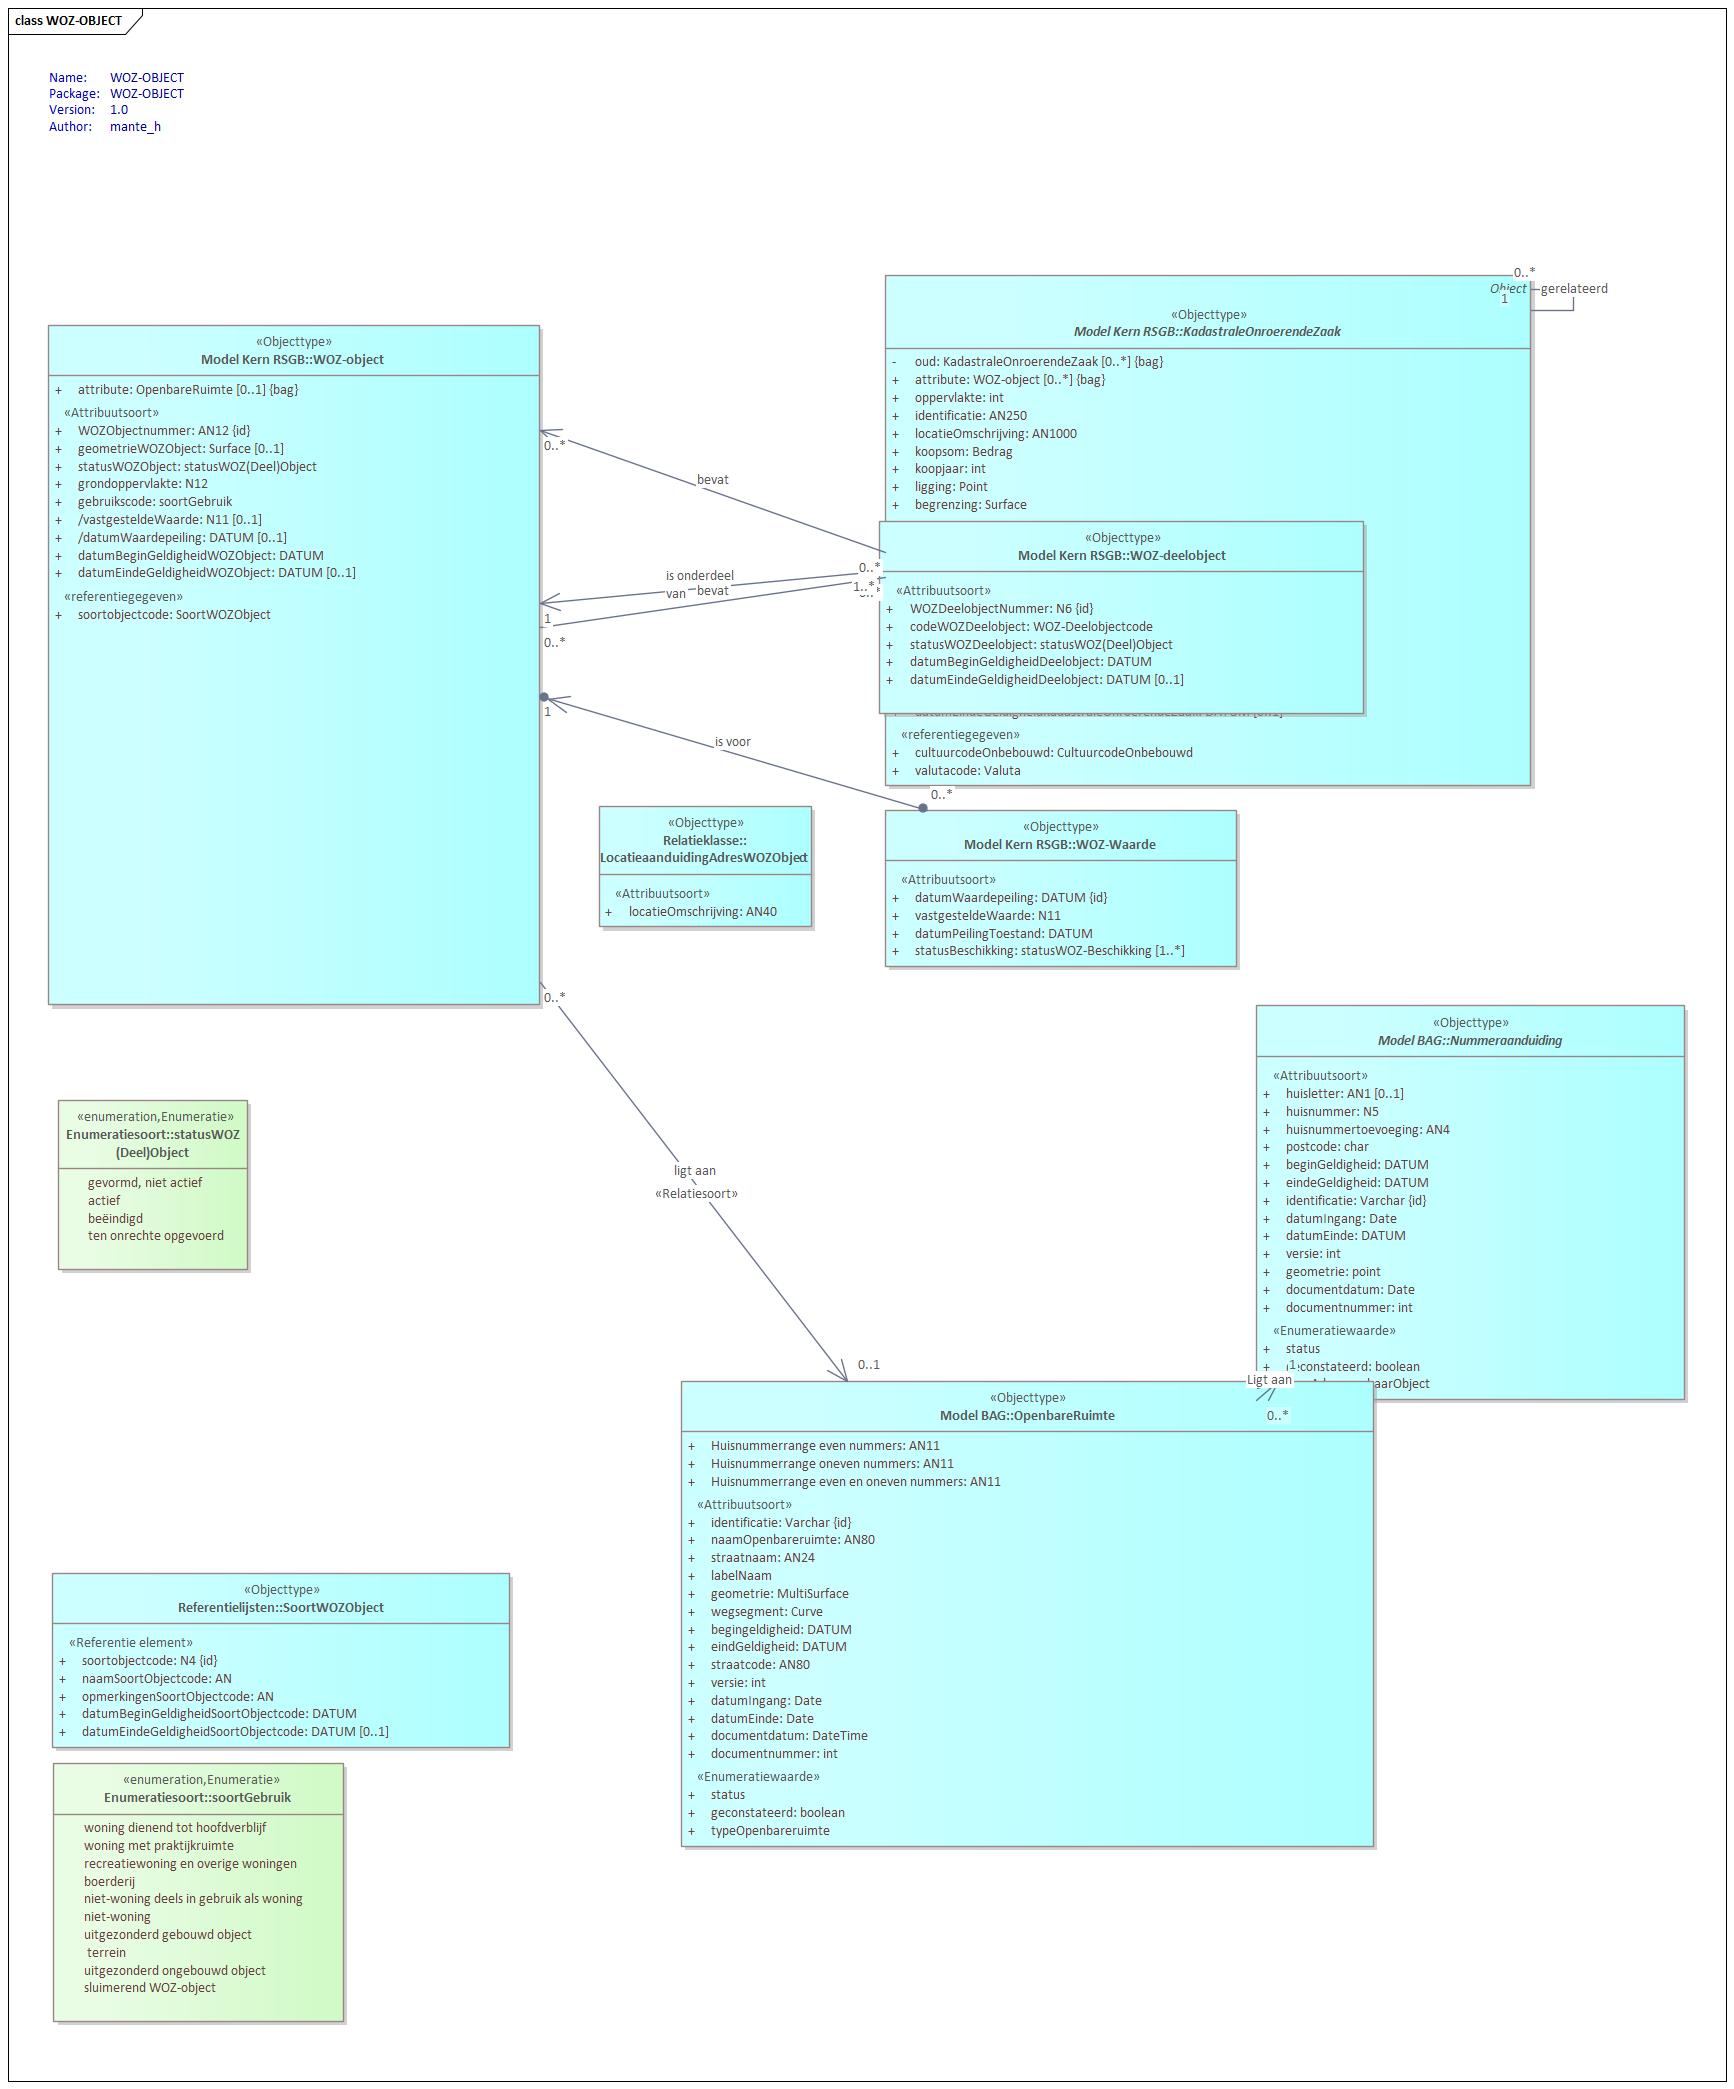 class WOZ-OBJECT
Name: WOZ-OBJECT
Package: WOZ-OBJECT
Version: 1.0
Author: mante_h
«Objecttype»
Model Kern RSGB::WOZ-object
+ attribute: OpenbareRuimte [0..1] {bag}
«Attribuutsoort»
+ WOZObjectnummer: AN12 {id}
+ geometrieWOZObject: Surface [0..1]
+ statusWOZObject: statusWOZ(Deel)Object
+ grondoppervlakte: N12
+ gebruikscode: soortGebruik
+ /vastgesteldeWaarde: N11 [0..1]
+ /datumWaardepeiling: DATUM [0..1]
+ datumBeginGeldigheidWOZObject: DATUM
+ datumEindeGeldigheidWOZObject: DATUM [0..1]
«referentiegegeven»
+ soortobjectcode: SoortWOZObject
0..*
Object
gerelateerd
1
«Objecttype»
Model Kern RSGB::KadastraleOnroerendeZaak
- oud: KadastraleOnroerendeZaak [0..*] {bag}
+ attribute: WOZ-object [0..*] {bag}
+ oppervlakte: int
+ identificatie: AN250
+ locatieOmschrijving: AN1000
+ koopsom: Bedrag
+ koopjaar: int
+ ligging: Point
+ begrenzing: Surface
«Objecttype»
Model Kern RSGB::WOZ-deelobject
«Attribuutsoort»
+ WOZDeelobjectNummer: N6 {id}
+ codeWOZDeelobject: WOZ-Deelobjectcode
+ statusWOZDeelobject: statusWOZ(Deel)Object
+ datumBeginGeldigheidDeelobject: DATUM
+ datumEindeGeldigheidDeelobject: DATUM [0..1]
«referentiegegeven»
+ cultuurcodeOnbebouwd: CultuurcodeOnbebouwd
+ valutacode: Valuta
0..*
bevat
0..*
is onderdeel
van
bevat
1..*
1
0..*
1
is voor
0..*
«Objecttype»
Relatieklasse::
LocatieaanduidingAdresWOZObject
«Attribuutsoort»
+ locatieOmschrijving: AN40
«Objecttype»
Model Kern RSGB::WOZ-Waarde
«Attribuutsoort»
+ datumWaardepeiling: DATUM {id}
+ vastgesteldeWaarde: N11
+ datumPeilingToestand: DATUM
+ statusBeschikking: statusWOZ-Beschikking [1..*]
0..*
ligt aan
«Relatiesoort»
0..1
«Objecttype»
Model BAG::Nummeraanduiding
«Attribuutsoort»
+ huisletter: AN1 [0..1]
+ huisnummer: N5
+ huisnummertoevoeging: AN4
+ postcode: char
+ beginGeldigheid: DATUM
+ eindeGeldigheid: DATUM
+ identificatie: Varchar {id}
+ datumIngang: Date
+ datumEinde: DATUM
+ versie: int
+ geometrie: point
+ documentdatum: Date
+ documentnummer: int
«Enumeratiewaarde»
+ status
+ geconstateerd: boolean
1
Ligt aan
0..*
«enumeration,Enumeratie»
Enumeratiesoort::statusWOZ
(Deel)Object
gevormd, niet actief
actief
beëindigd
ten onrechte opgevoerd
«Objecttype»
Model BAG::OpenbareRuimte
+ Huisnummerrange even nummers: AN11
+ Huisnummerrange oneven nummers: AN11
+ Huisnummerrange even en oneven nummers: AN11
«Attribuutsoort»
+ identificatie: Varchar {id}
+ naamOpenbareruimte: AN80
+ straatnaam: AN24
+ labelNaam
+ geometrie: MultiSurface
+ wegsegment: Curve
+ begingeldigheid: DATUM
+ eindGeldigheid: DATUM
+ straatcode: AN80
+ versie: int
+ datumIngang: Date
+ datumEinde: Date
+ documentdatum: DateTime
+ documentnummer: int
«Enumeratiewaarde»
+ status
+ geconstateerd: boolean
+ typeOpenbareruimte
«Objecttype»
Referentielijsten::SoortWOZObject
«Referentie element»
+ soortobjectcode: N4 {id}
+ naamSoortObjectcode: AN
+ opmerkingenSoortObjectcode: AN
+ datumBeginGeldigheidSoortObjectcode: DATUM
+ datumEindeGeldigheidSoortObjectcode: DATUM [0..1]
«enumeration,Enumeratie»
Enumeratiesoort::soortGebruik
woning dienend tot hoofdverblijf
woning met praktijkruimte
recreatiewoning en overige woningen
boerderij
niet-woning deels in gebruik als woning
niet-woning
uitgezonderd gebouwd object
terrein
uitgezonderd ongebouwd object
sluimerend WOZ-object